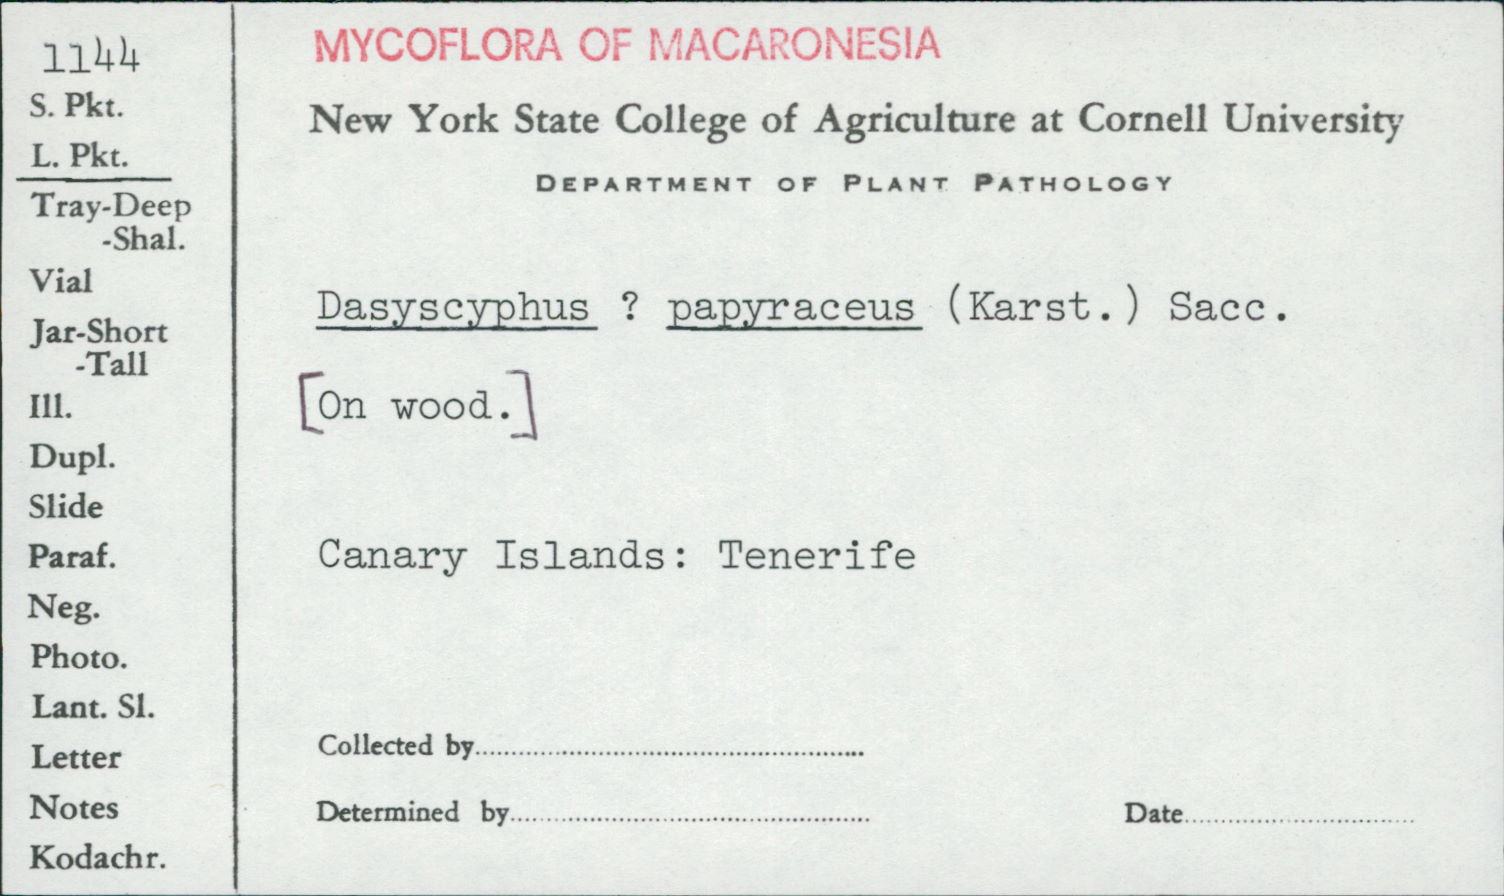 1144
S. Pkt.
L. Pkt.
Tray-Deep
-Shal.
Vial
Jar-Short
-Tall
Ill.
Dupl.
Slide
Paraf.
Neg.
Photo.
Lant. Sl.
Letter
Notes
Kodachr.
MYCOFLORA OF MACARONESIA
New York State College of Agriculture at Cornell University
DEPARTMENT OF PLANT PATHOLOGY
Dasyscyphus ? papyraceus (Karst.) Sacc.
[On wood.]
Canary Islands: Tenerife
Collected by
Determined by
Date